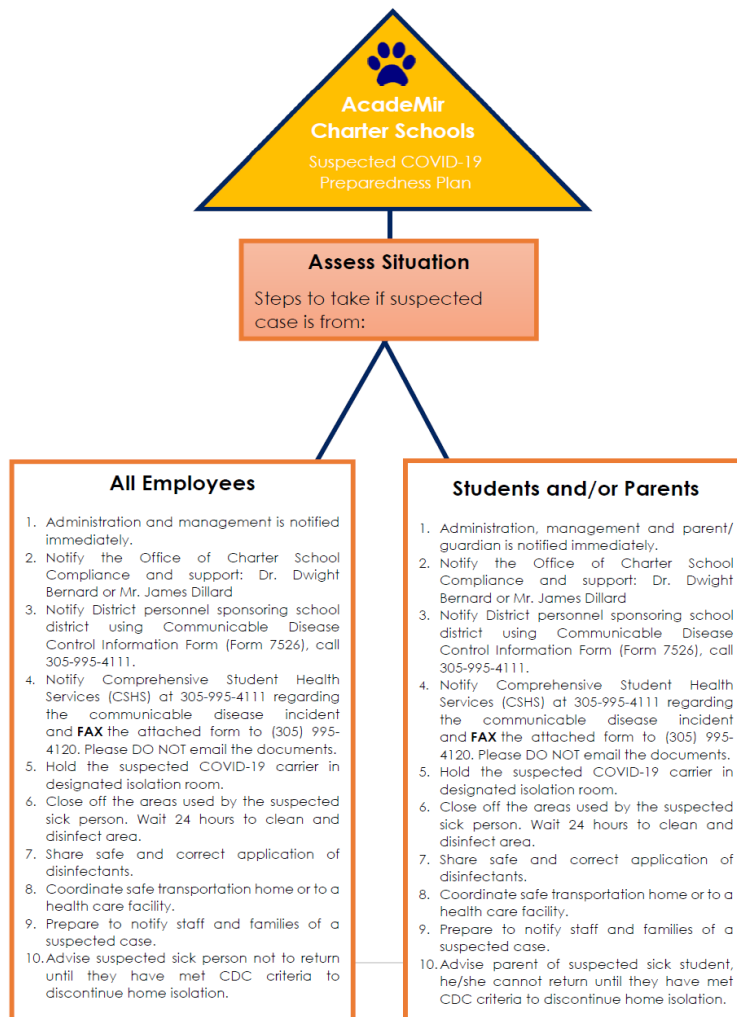 AcadeMir
Charter Schools
Suspected COVID-19
Preparedness Plan
Assess Situation
Steps to take if suspected
case is from:
All Employees
1. Administration and management is notified
immediately.
2. Notify the Office of Charter School
Compliance and support: Dr. Dwight
Bernard or Mr. James Dillard
3. Notify District personnel sponsoring school
district using Communicable Disease
Control Information Form (Form 7526), call
305-995-4111.
4. Notify Comprehensive Student Health
Services (CSHS) at 305-995-4111 regarding
the communicable disease incident
and FAX the attached form to (305) 995-
4120. Please DO NOT email the documents.
5. Hold the suspected COVID-19 carrier in
designated isolation room.
6. Close off the areas used by the suspected
sick person. Wait 24 hours to clean and
disinfect area.
7. Share safe and correct application of
disinfectants.
8. Coordinate safe transportation home or to a
health care facility.
9. Prepare to notify staff and families of a
suspected case.
10. Advise suspected sick person not to return
until they have met CDC criteria to
discontinue home isolation.
Students and/or Parents
1. Administration, management and parent/
guardian is notified immediately.
2. Notify the Office of Charter School
Compliance and support: Dr. Dwight
Bernard or Mr. James Dillard
3. Notify District personnel sponsoring school
district using Communicable Disease
Control Information Form (Form 7526), call
305-995-4111.
4. Notify Comprehensive Student Health
Services (CSHS) at 305-995-4111 regarding
the communicable disease incident
and FAX the attached form to (305) 995-
4120. Please DO NOT email the documents.
5. Hold the suspected COVID-19 carrier in
designated isolation room.
6. Close off the areas used by the suspected
sick person. Wait 24 hours to clean and
disinfect area.
7. Share safe and correct application of
disinfectants.
8. Coordinate safe transportation home or to a
health care facility.
9. Prepare to notify staff and families of a
suspected case.
10. Advise parent of suspected sick student,
he/she cannot return until they have met
CDC criteria to discontinue home isolation.